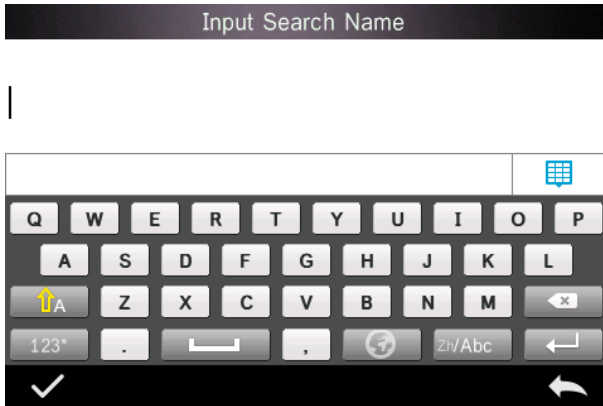 Input Search Name
Q W E R T Y U I O P
A S D F G H J K L
A Z X C V B N M
123* . , Zh/Abc